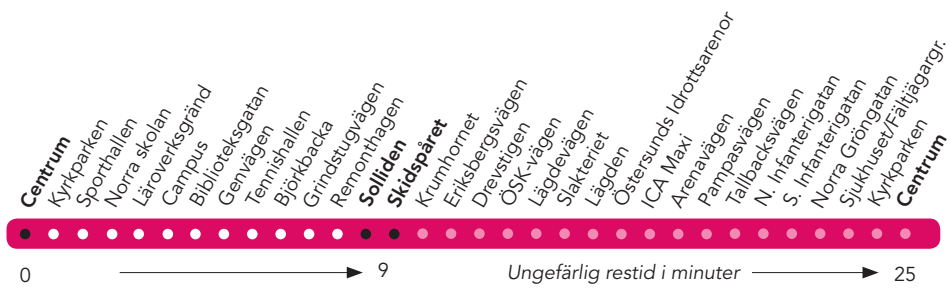 Centrum
Kyrkparken
Sporthallen
Norra skolan
Läroverksgränd
Campus
Biblioteksgatan
Genvägen
Tennishallen
Björkbacka
Grindstugvägen
Remonthagen
Solliden
Skidspåret
Krumhornet
Eriksbergsvägen
Drevstigen
ÖSK-vägen
Lägdevägen
Slakteriet
Lägden
Östersunds Idrottsarenor
ICA Maxi
Arenavägen
Pampasvägen
Tallbacksvägen
N. Infanterigatan
S. Infanterigatan
Norra Gröngatan
Sjukhuset/Fältjägargr.
Kyrkparken
Centrum
0 9 Ungefärlig restid i minuter 25